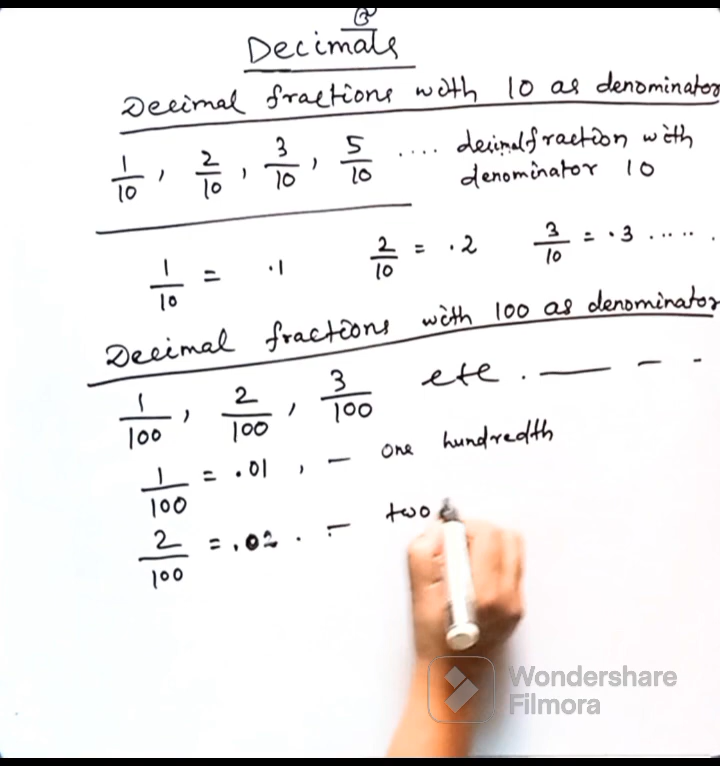 ②
Decimals
Decimal fractions with 10 as denominator
1/10, 2/10, 3/10, 5/10 .... decimal fraction with
denominator 10
1/10 = .1 2/10 = .2 3/10 = .3 ......
Decimal fractions with 100 as denominator
1/100, 2/100, 3/100 etc. — - -
1/100 = .01, — one hundredth
2/100 = .02. — two
Wondershare
Filmora